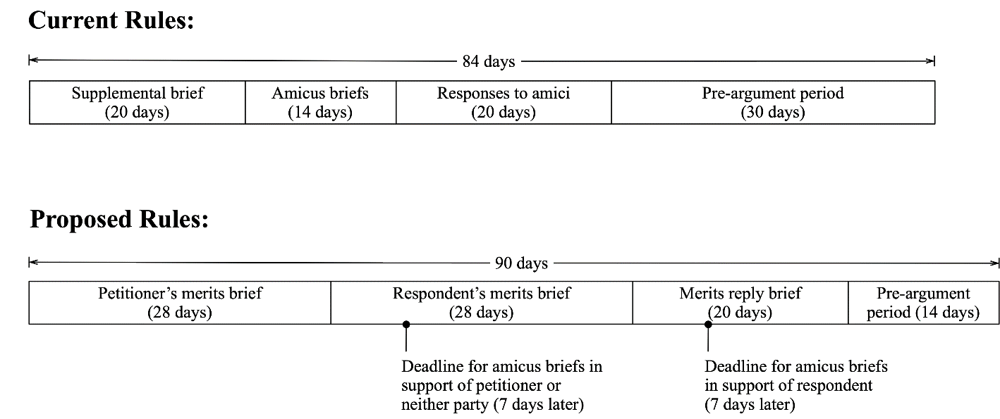 Current Rules:
84 days
Supplemental brief Amicus briefs Responses to amici Pre-argument period
(20 days) (14 days) (20 days) (30 days)
Proposed Rules:
90 days
Petitioner’s merits brief Respondent’s merits brief Merits reply brief Pre-argument
(28 days) (28 days) (20 days) period (14 days)
Deadline for amicus briefs in Deadline for amicus briefs
support of petitioner or in support of respondent
neither party (7 days later) (7 days later)